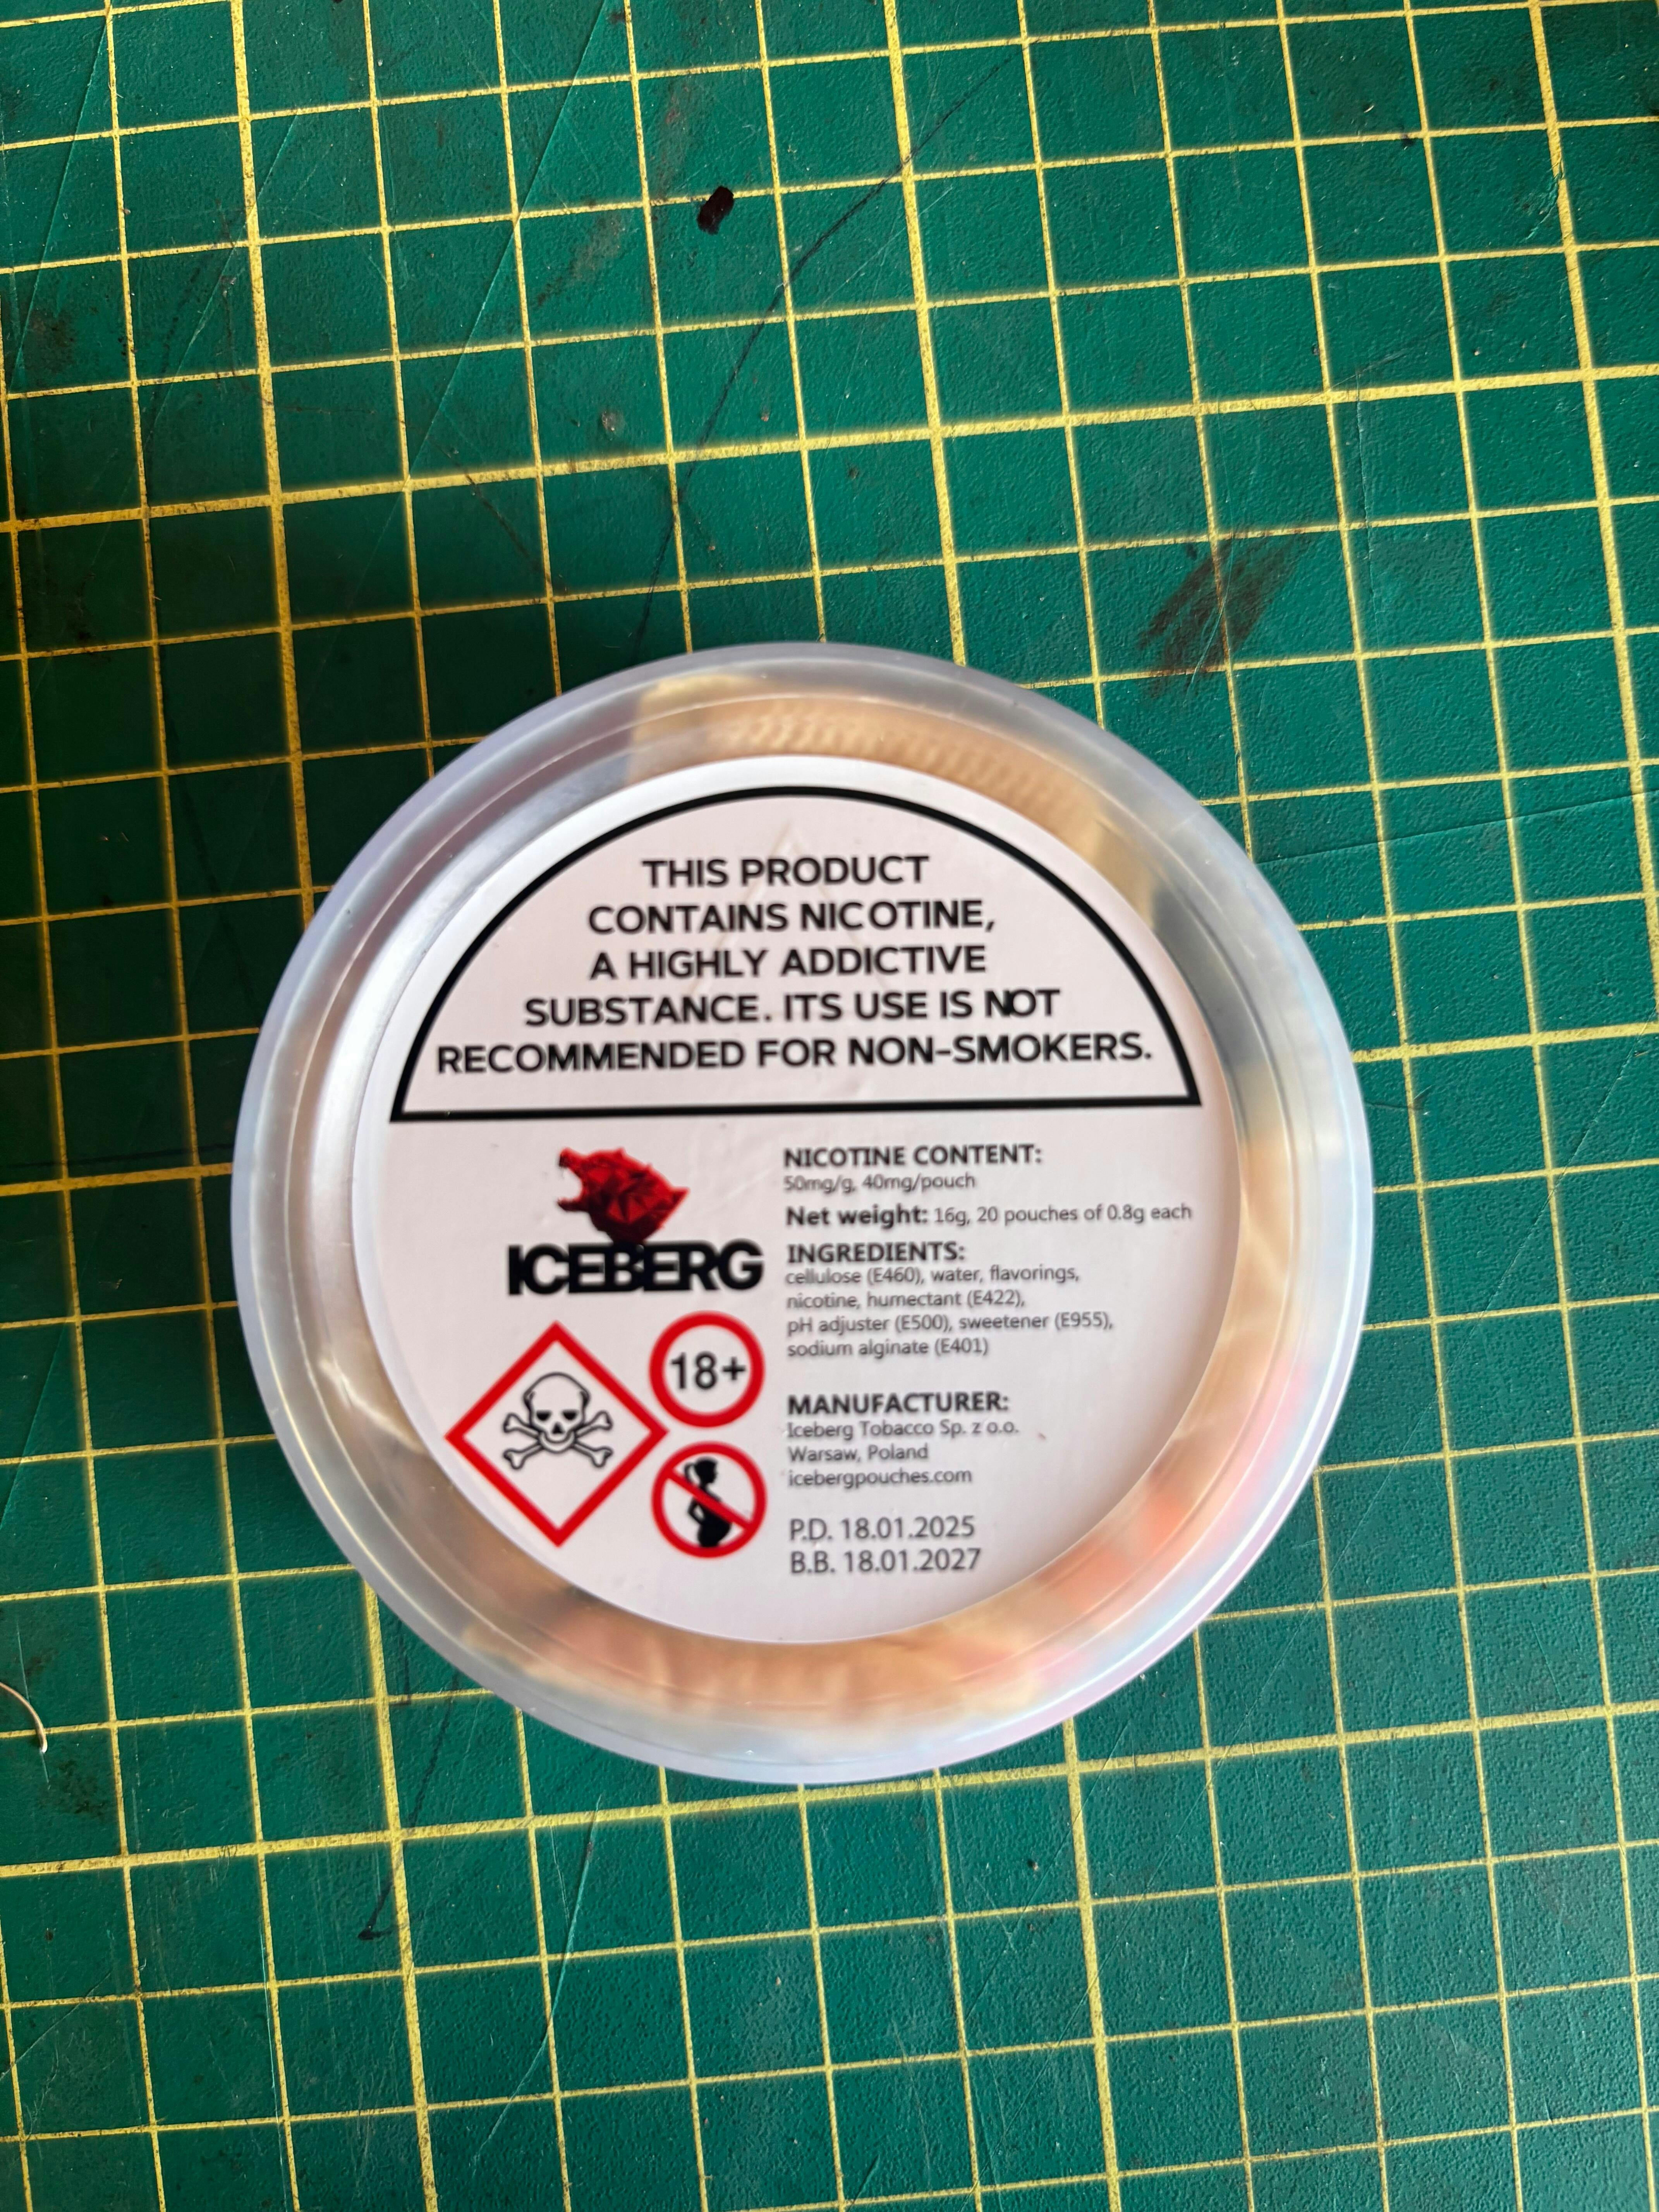 THIS PRODUCT
CONTAINS NICOTINE,
A HIGHLY ADDICTIVE
SUBSTANCE. ITS USE IS NOT
RECOMMENDED FOR NON-SMOKERS.
ICEBERG
18+
NICOTINE CONTENT:
50mg/g, 40mg/pouch
Net weight: 16g, 20 pouches of 0.8g each
INGREDIENTS:
cellulose (E460), water, flavorings,
nicotine, humectant (E422),
pH adjuster (E500), sweetener (E955),
sodium alginate (E401)
MANUFACTURER:
Iceberg Tobacco Sp. z o.o.
Warsaw, Poland
icebergpouches.com
P.D. 18.01.2025
B.B. 18.01.2027